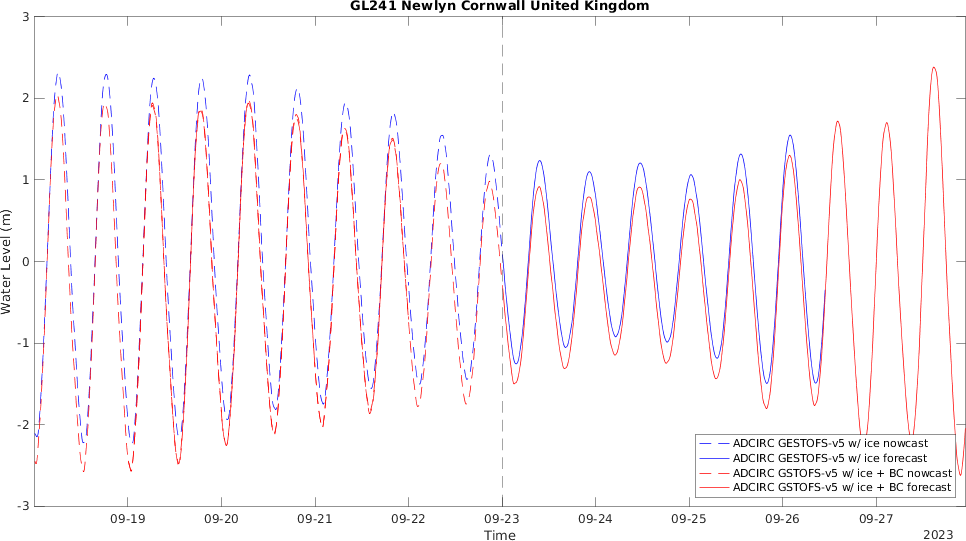 GL241 Newlyn Cornwall United Kingdom
3
2
1
0
-1
-2
-3
Water Level (m)
ADCIRC GESTOFS-v5 w/ ice nowcast
ADCIRC GESTOFS-v5 w/ ice forecast
ADCIRC GSTOFS-v5 w/ ice + BC nowcast
ADCIRC GSTOFS-v5 w/ ice + BC forecast
09-19 09-20 09-21 09-22 09-23 09-24 09-25 09-26 09-27
Time
2023